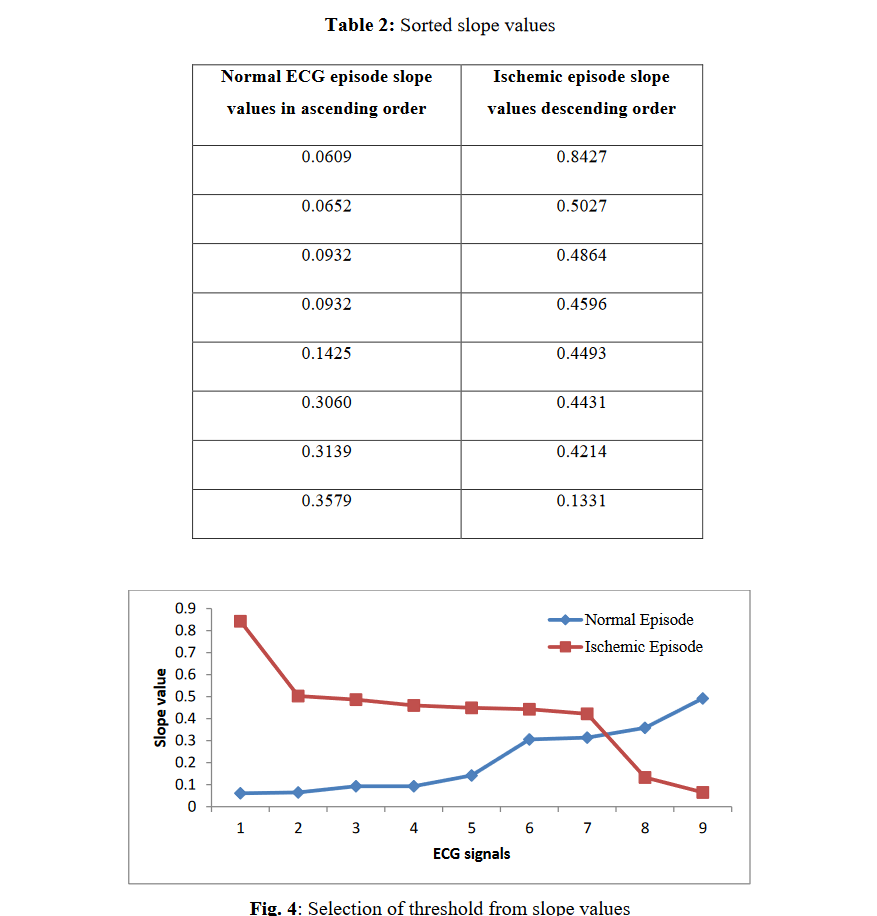 Table 2: Sorted slope values
Normal ECG episode slope values in ascending order
Ischemic episode slope values descending order
0.0609 0.8427
0.0652 0.5027
0.0932 0.4864
0.0932 0.4596
0.1425 0.4493
0.3060 0.4431
0.3139 0.4214
0.3579 0.1331
0.9
0.8
0.7
0.6
0.5
0.4
0.3
0.2
0.1
0
Slope value
Normal Episode
Ischemic Episode
1 2 3 4 5 6 7 8 9
ECG signals
Fig. 4: Selection of threshold from slope values